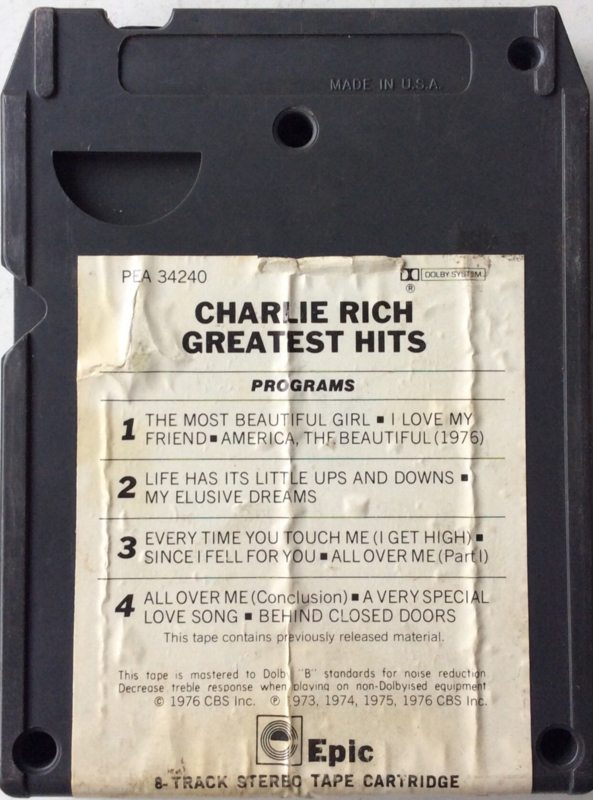 MADE IN U.S.A.
PEA 34240
DOLBY SYSTEM
®
CHARLIE RICH
GREATEST HITS
PROGRAMS
1 THE MOST BEAUTIFUL GIRL ▪ I LOVE MY
FRIEND ▪ AMERICA, THE BEAUTIFUL (1976)
2 LIFE HAS ITS LITTLE UPS AND DOWNS ▪
MY ELUSIVE DREAMS
3 EVERY TIME YOU TOUCH ME (I GET HIGH) ▪
SINCE I FELL FOR YOU ▪ ALL OVER ME (Part I)
4 ALL OVER ME (Conclusion) ▪ A VERY SPECIAL
LOVE SONG ▪ BEHIND CLOSED DOORS
This tape contains previously released material.
This tape is mastered to Dolby "B" standards for noise reduction.
Decrease treble response when playing on non-Dolbyised equipment
© 1976 CBS Inc. ℗ 1973, 1974, 1975, 1976 CBS Inc.
Epic
8-TRACK STEREO TAPE CARTRIDGE